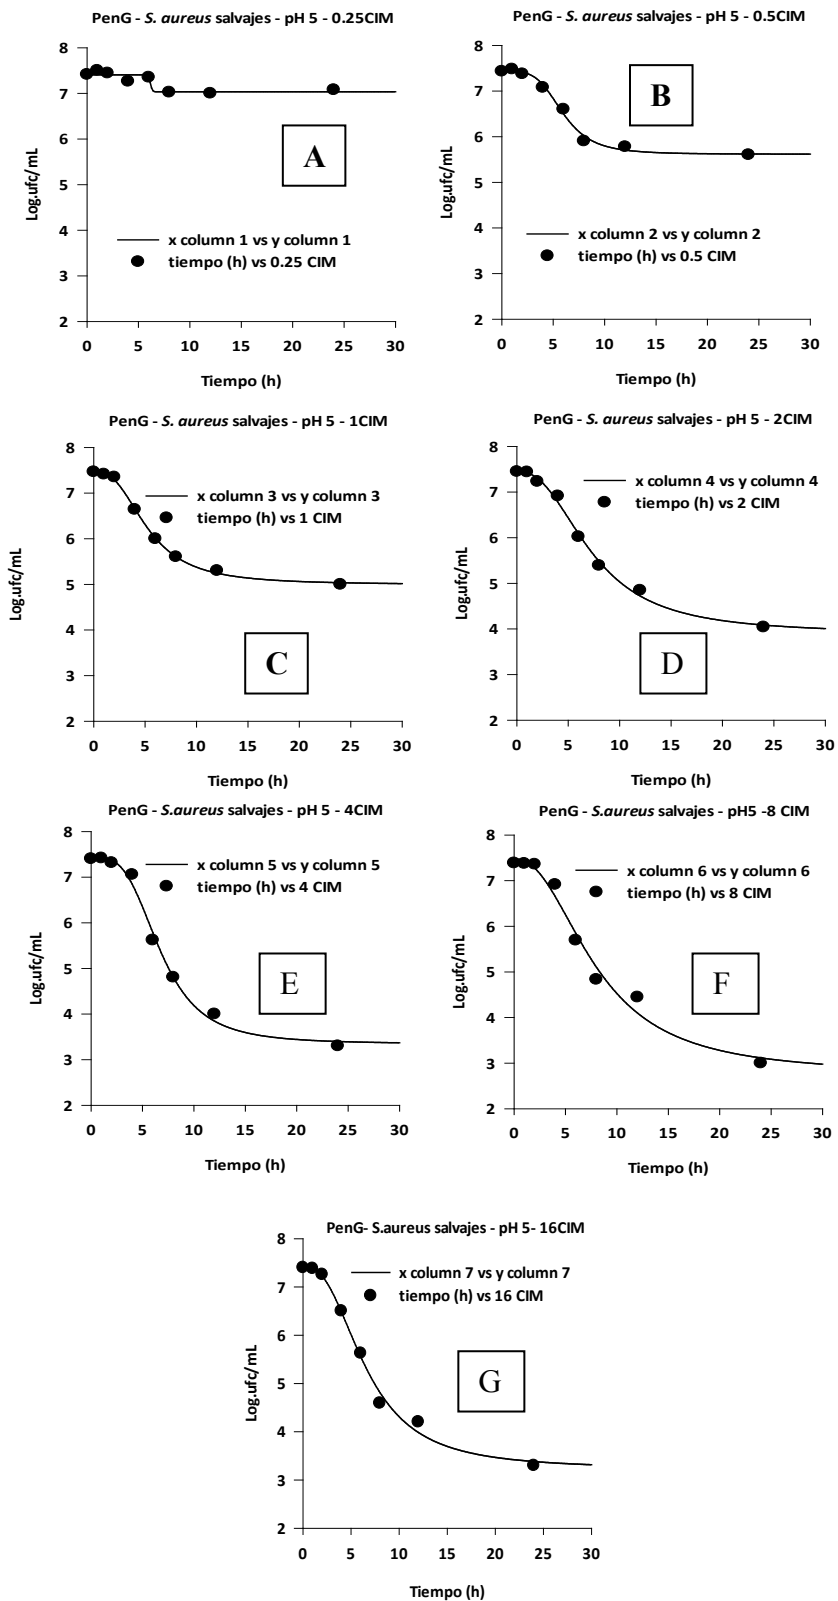 PenG - S. aureus salvajes - pH 5 - 0.25CIM
8
7
6
5
4
3
2
Log.ufc/mL
A
x column 1 vs y column 1
tiempo (h) vs 0.25 CIM
0 5 10 15 20 25 30
Tiempo (h)
PenG - S. aureus salvajes - pH 5 - 0.5CIM
8
7
6
5
4
3
2
Log.ufc/mL
B
x column 2 vs y column 2
tiempo (h) vs 0.5 CIM
0 5 10 15 20 25 30
Tiempo (h)
PenG - S. aureus salvajes - pH 5 - 1CIM
8
7
6
5
4
3
2
Log.ufc/mL
x column 3 vs y column 3
tiempo (h) vs 1 CIM
C
0 5 10 15 20 25 30
Tiempo (h)
PenG - S. aureus salvajes - pH 5 - 2CIM
8
7
6
5
4
3
2
Log.ufc/mL
x column 4 vs y column 4
tiempo (h) vs 2 CIM
D
0 5 10 15 20 25 30
Tiempo (h)
PenG - S.aureus salvajes - pH 5 - 4CIM
8
7
6
5
4
3
2
Log.ufc/mL
x column 5 vs y column 5
tiempo (h) vs 4 CIM
E
0 5 10 15 20 25 30
Tiempo (h)
PenG - S.aureus salvajes - pH5 -8 CIM
8
7
6
5
4
3
2
Log.ufc/mL
x column 6 vs y column 6
tiempo (h) vs 8 CIM
F
0 5 10 15 20 25 30
Tiempo (h)
PenG- S.aureus salvajes - pH 5- 16CIM
8
7
6
5
4
3
2
Log.ufc/mL
x column 7 vs y column 7
tiempo (h) vs 16 CIM
G
0 5 10 15 20 25 30
Tiempo (h)